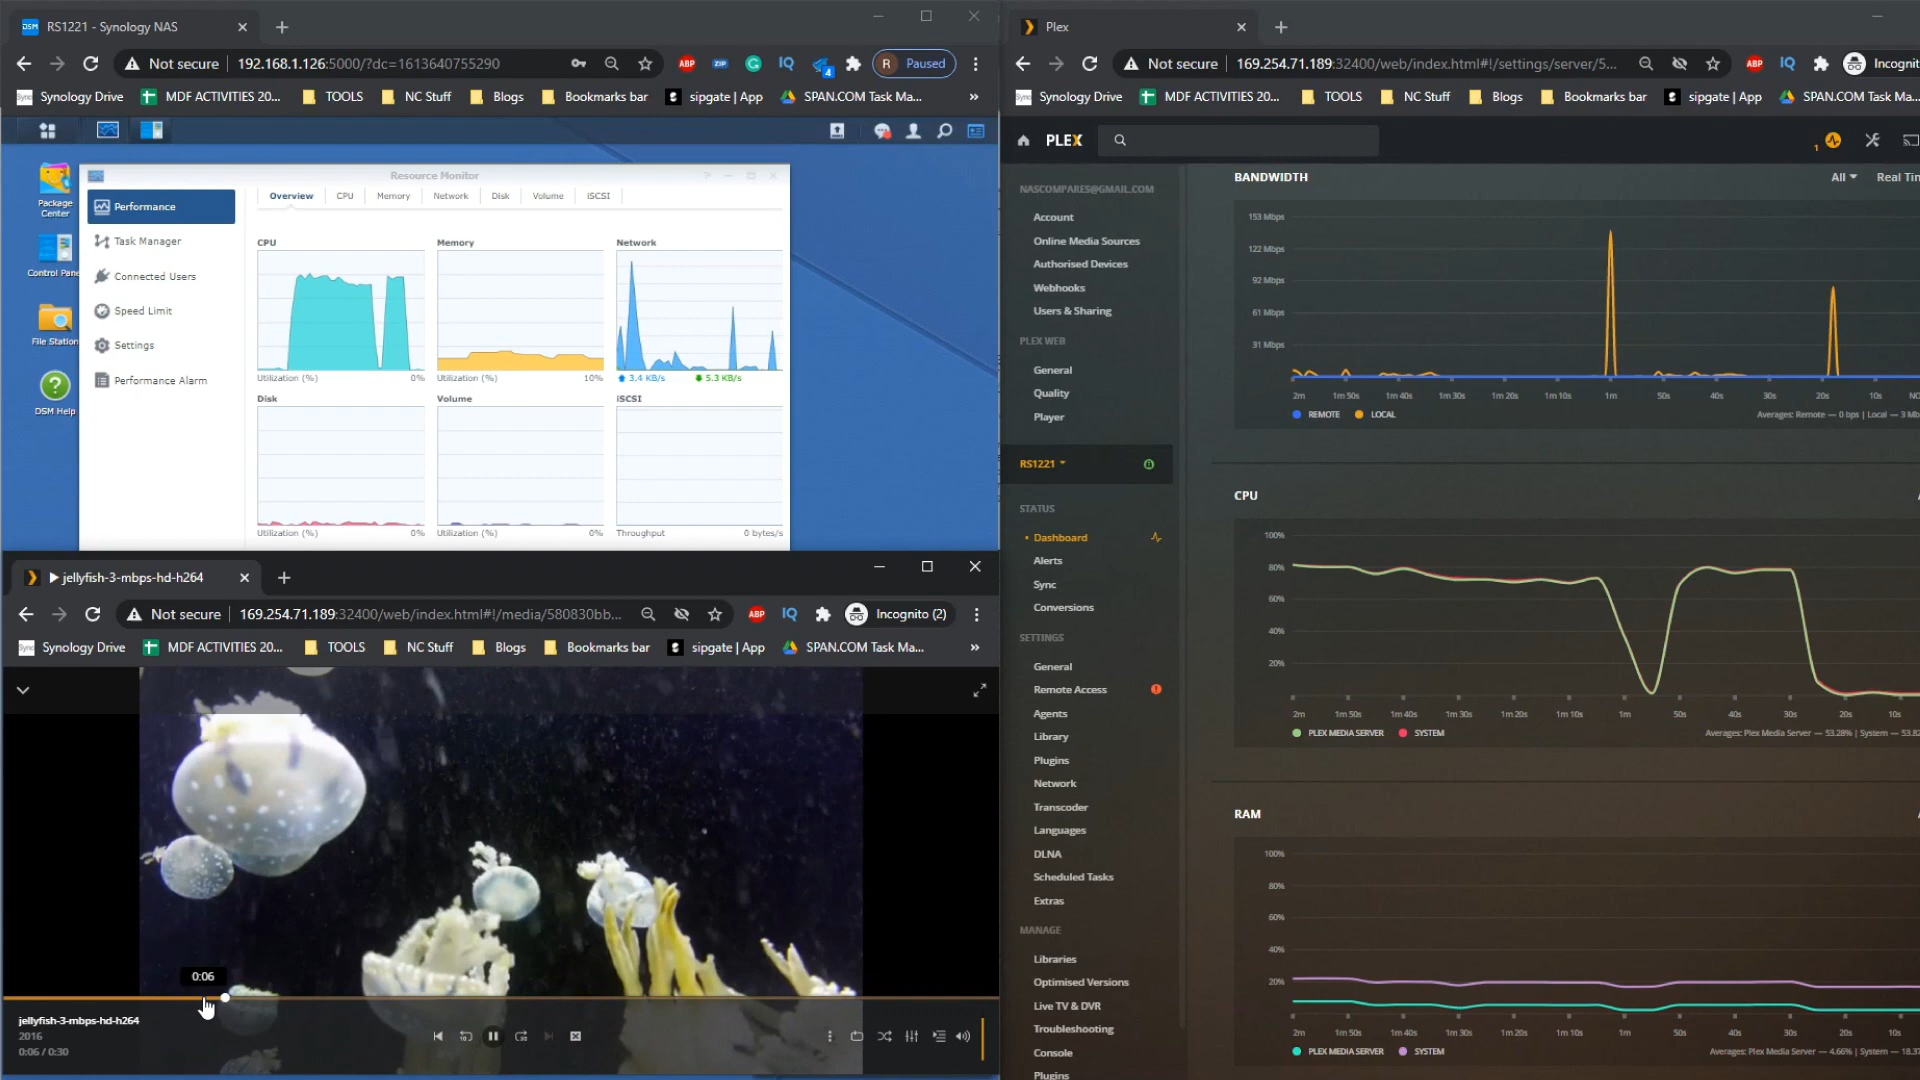 RS1221 - Synology NAS
Not secure
192.168.1.126:5000/?dc=1613640755290
ABP
ZIP
IQ
4
R Paused
Synology Drive
MDF ACTIVITIES 20...
TOOLS
NC Stuff
Blogs
Bookmarks bar
sipgate | App
SPAN.COM Task Ma...
»
Package Center
Control Pane
File Station
DSM Help
Resource Monitor
Performance
Task Manager
Connected Users
Speed Limit
Settings
Performance Alarm
Overview
CPU
Memory
Network
Disk
Volume
iSCSI
CPU
Utilization (%) 0%
Memory
Utilization (%) 10%
Network
3.4 KB/s 5.3 KB/s
Disk
Utilization (%) 0%
Volume
Utilization (%) 0%
iSCSI
Throughput 0 bytes/s
jellyfish-3-mbps-hd-h264
Not secure
169.254.71.189:32400/web/index.html#!/media/580830bb...
ABP
IQ
Incognito (2)
Synology Drive
MDF ACTIVITIES 20...
TOOLS
NC Stuff
Blogs
Bookmarks bar
sipgate | App
SPAN.COM Task Ma...
»
0:06
jellyfish-3-mbps-hd-h264
2016
0:06 / 0:30
Plex
Not secure
169.254.71.189:32400/web/index.html#!/settings/server/5...
ABP
IQ
Incognit
Synology Drive
MDF ACTIVITIES 20...
TOOLS
NC Stuff
Blogs
Bookmarks bar
sipgate | App
SPAN.COM Task Ma...
PLEX
1
NASCOMPARES@GMAIL.COM
Account
Online Media Sources
Authorised Devices
Webhooks
Users & Sharing
PLEX WEB
General
Quality
Player
RS1221
STATUS
Dashboard
Alerts
Sync
Conversions
SETTINGS
General
Remote Access
Agents
Library
Plugins
Network
Transcoder
Languages
DLNA
Scheduled Tasks
Extras
MANAGE
Libraries
Optimised Versions
Live TV & DVR
Troubleshooting
Console
Plugins
BANDWIDTH
All Real Tim
153 Mbps
122 Mbps
92 Mbps
61 Mbps
31 Mbps
2m 1m 50s 1m 40s 1m 30s 1m 20s 1m 10s 1m 50s 40s 30s 20s 10s NO
REMOTE LOCAL
Averages: Remote — 0 bps | Local — 3 Mb
CPU
100%
80%
60%
40%
20%
2m 1m 50s 1m 40s 1m 30s 1m 20s 1m 10s 1m 50s 40s 30s 20s 10s
PLEX MEDIA SERVER SYSTEM
Averages: Plex Media Server — 53.28% | System — 53.82
RAM
100%
80%
60%
40%
20%
2m 1m 50s 1m 40s 1m 30s 1m 20s 1m 10s 1m 50s 40s 30s 20s 10s
PLEX MEDIA SERVER SYSTEM
Averages: Plex Media Server — 4.66% | System — 18.37